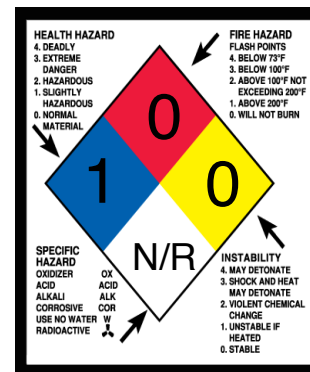 HEALTH HAZARD
4. DEADLY
3. EXTREME
DANGER
2. HAZARDOUS
1. SLIGHTLY
HAZARDOUS
0. NORMAL
MATERIAL
FIRE HAZARD
FLASH POINTS
4. BELOW 73°F
3. BELOW 100°F
2. ABOVE 100°F NOT
EXCEEDING 200°F
1. ABOVE 200°F
0. WILL NOT BURN
0
1
0
N/R
SPECIFIC
HAZARD
OXIDIZER OX
ACID ACID
ALKALI ALK
CORROSIVE COR
USE NO WATER W
RADIOACTIVE
INSTABILITY
4. MAY DETONATE
3. SHOCK AND HEAT
MAY DETONATE
2. VIOLENT CHEMICAL
CHANGE
1. UNSTABLE IF
HEATED
0. STABLE